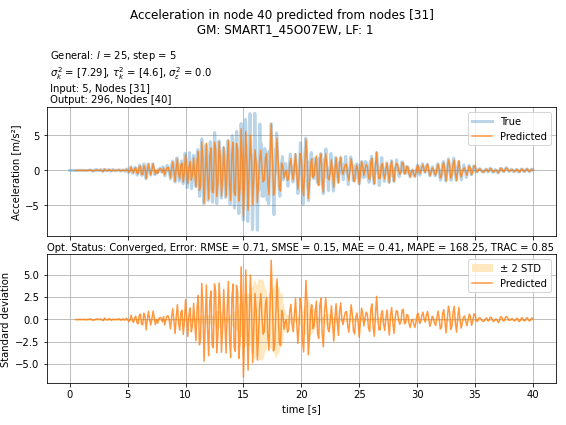 Acceleration in node 40 predicted from nodes [31]
GM: SMART1_45O07EW, LF: 1
General: l = 25, step = 5
σ²ₖ = [7.29], τ²ₖ = [4.6], σ²ε = 0.0
Input: 5, Nodes [31]
Output: 296, Nodes [40]
True
Predicted
Acceleration [m/s²]
5
0
−5
Opt. Status: Converged, Error: RMSE = 0.71, SMSE = 0.15, MAE = 0.41, MAPE = 168.25, TRAC = 0.85
± 2 STD
Predicted
Standard deviation
5.0
2.5
0.0
−2.5
−5.0
0 5 10 15 20 25 30 35 40
time [s]